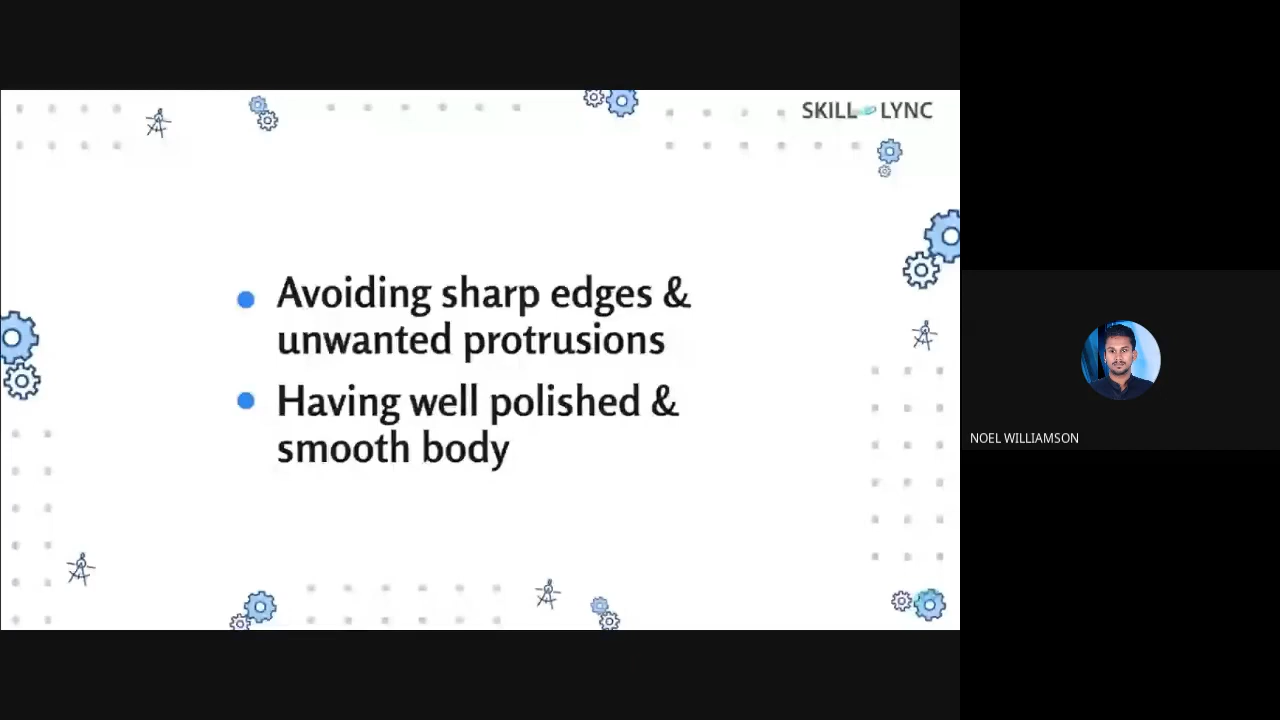 SKILL LYNC
Avoiding sharp edges &
unwanted protrusions
Having well polished &
smooth body
NOEL WILLIAMSON